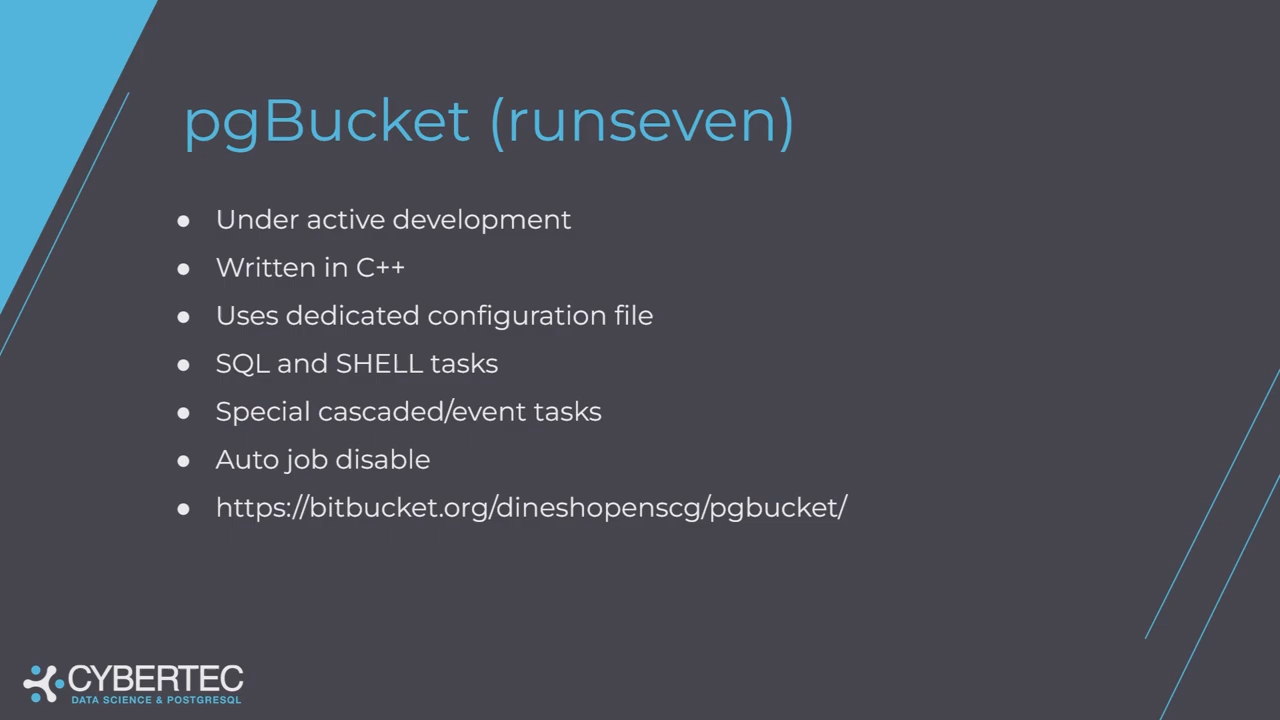 pgBucket (runseven)
● Under active development
● Written in C++
● Uses dedicated configuration file
● SQL and SHELL tasks
● Special cascaded/event tasks
● Auto job disable
● https://bitbucket.org/dineshopenscg/pgbucket/
CYBERTEC
DATA SCIENCE & POSTGRESQL